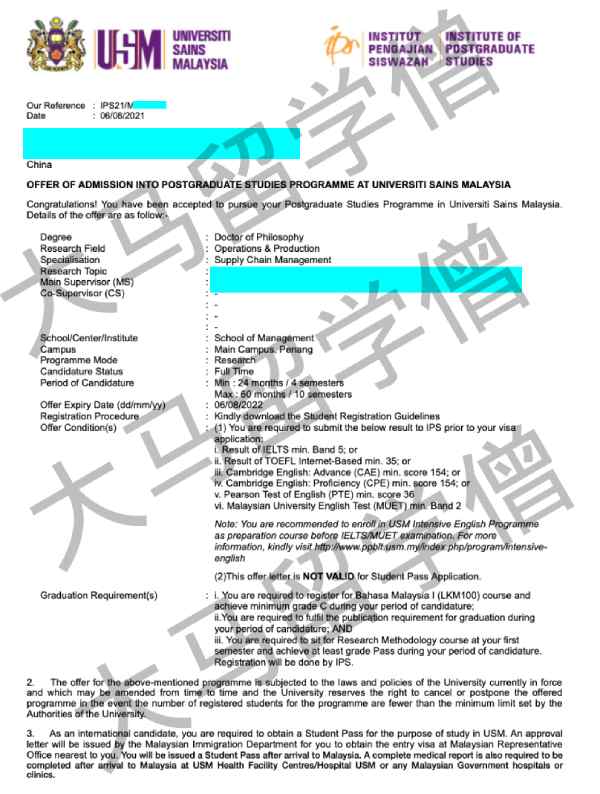 USM
UNIVERSITI
SAINS
MALAYSIA
ips
INSTITUT
PENGAJIAN
SISWAZAH
INSTITUTE OF
POSTGRADUATE
STUDIES
Our Reference : IPS21/M
Date : 06/08/2021
China
OFFER OF ADMISSION INTO POSTGRADUATE STUDIES PROGRAMME AT UNIVERSITI SAINS MALAYSIA
Congratulations! You have been accepted to pursue your Postgraduate Studies Programme in Universiti Sains Malaysia.
Details of the offer are as follow:-
Degree : Doctor of Philosophy
Research Field : Operations & Production
Specialisation : Supply Chain Management
Research Topic :
Main Supervisor (MS) :
Co-Supervisor (CS) : -
: -
: -
: -
School/Center/Institute : School of Management
Campus : Main Campus, Penang
Programme Mode : Research
Candidature Status : Full Time
Period of Candidature : Min : 24 months / 4 semesters
Max : 60 months / 10 semesters
Offer Expiry Date (dd/mm/yy) : 06/08/2022
Registration Procedure : Kindly download the Student Registration Guidelines
Offer Condition(s) : (1) You are required to submit the below result to IPS prior to your visa
application:
i. Result of IELTS min. Band 5; or
ii. Result of TOEFL Internet-Based min. 35; or
iii. Cambridge English: Advance (CAE) min. score 154; or
iv. Cambridge English: Proficiency (CPE) min. score 154; or
v. Pearson Test of English (PTE) min. score 36
vi. Malaysian University English Test (MUET) min. Band 2
Note: You are recommended to enroll in USM Intensive English Programme
as preparation course before IELTS/MUET examination. For more
information, kindly visit http://www.ppblt.usm.my/index.php/program/intensive-
english
(2)This offer letter is NOT VALID for Student Pass Application.
Graduation Requirement(s) : i. You are required to register for Bahasa Malaysia I (LKM100) course and
achieve minimum grade C during your period of candidature;
ii.You are required to fulfil the publication requirement for graduation during
your period of candidature; AND
iii. You are required to sit for Research Methodology course at your first
semester and achieve at least grade Pass during your period of candidature.
Registration will be done by IPS.
2. The offer for the above-mentioned programme is subjected to the laws and policies of the University currently in force
and which may be amended from time to time and the University reserves the right to cancel or postpone the offered
programme in the event the number of registered students for the programme are fewer than the minimum limit set by the
Authorities of the University.
3. As an international candidate, you are required to obtain a Student Pass for the purpose of study in USM. An approval
letter will be issued by the Malaysian Immigration Department for you to obtain the entry visa at Malaysian Representative
Office nearest to you. You will be issued a Student Pass after arrival to Malaysia. A complete medical report is also required to be
completed after arrival to Malaysia at USM Health Facility Centres/Hospital USM or any Malaysian Government hospitals or
clinics.
大马留学僧
大马留学僧
大马留学僧